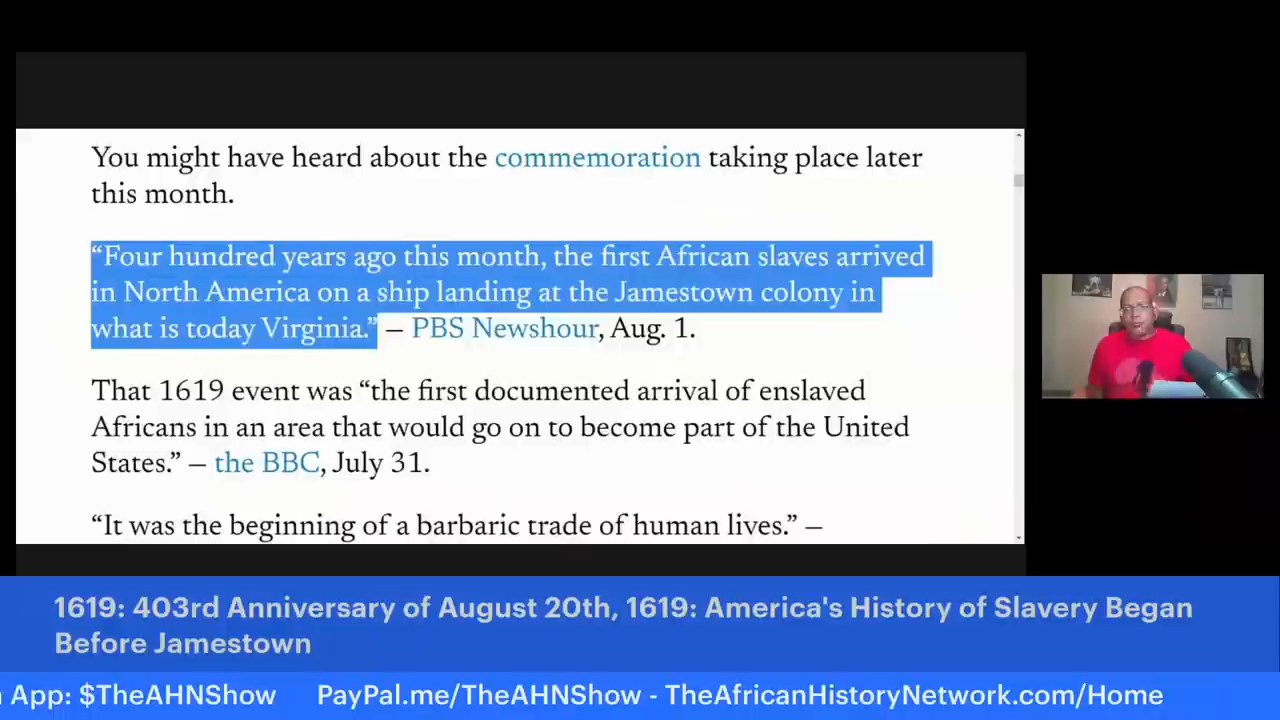 You might have heard about the commemoration taking place later
this month.
“Four hundred years ago this month, the first African slaves arrived
in North America on a ship landing at the Jamestown colony in
what is today Virginia.” – PBS Newshour, Aug. 1.
That 1619 event was “the first documented arrival of enslaved
Africans in an area that would go on to become part of the United
States.” – the BBC, July 31.
“It was the beginning of a barbaric trade of human lives.” –
1619: 403rd Anniversary of August 20th, 1619: America's History of Slavery Began
Before Jamestown
App: $TheAHNShow PayPal.me/TheAHNShow - TheAfricanHistoryNetwork.com/Home